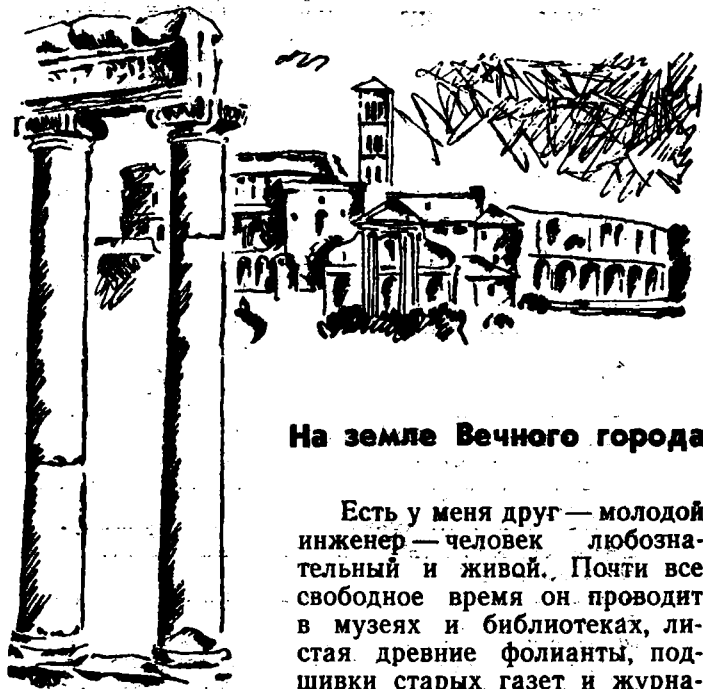 На земле Вечного города
Есть у меня друг — молодой
инженер — человек любозна-
тельный и живой. Почти все
свободное время он проводит
в музеях и библиотеках, ли-
стая древние фолианты, под-
шивки старых газет и журна-